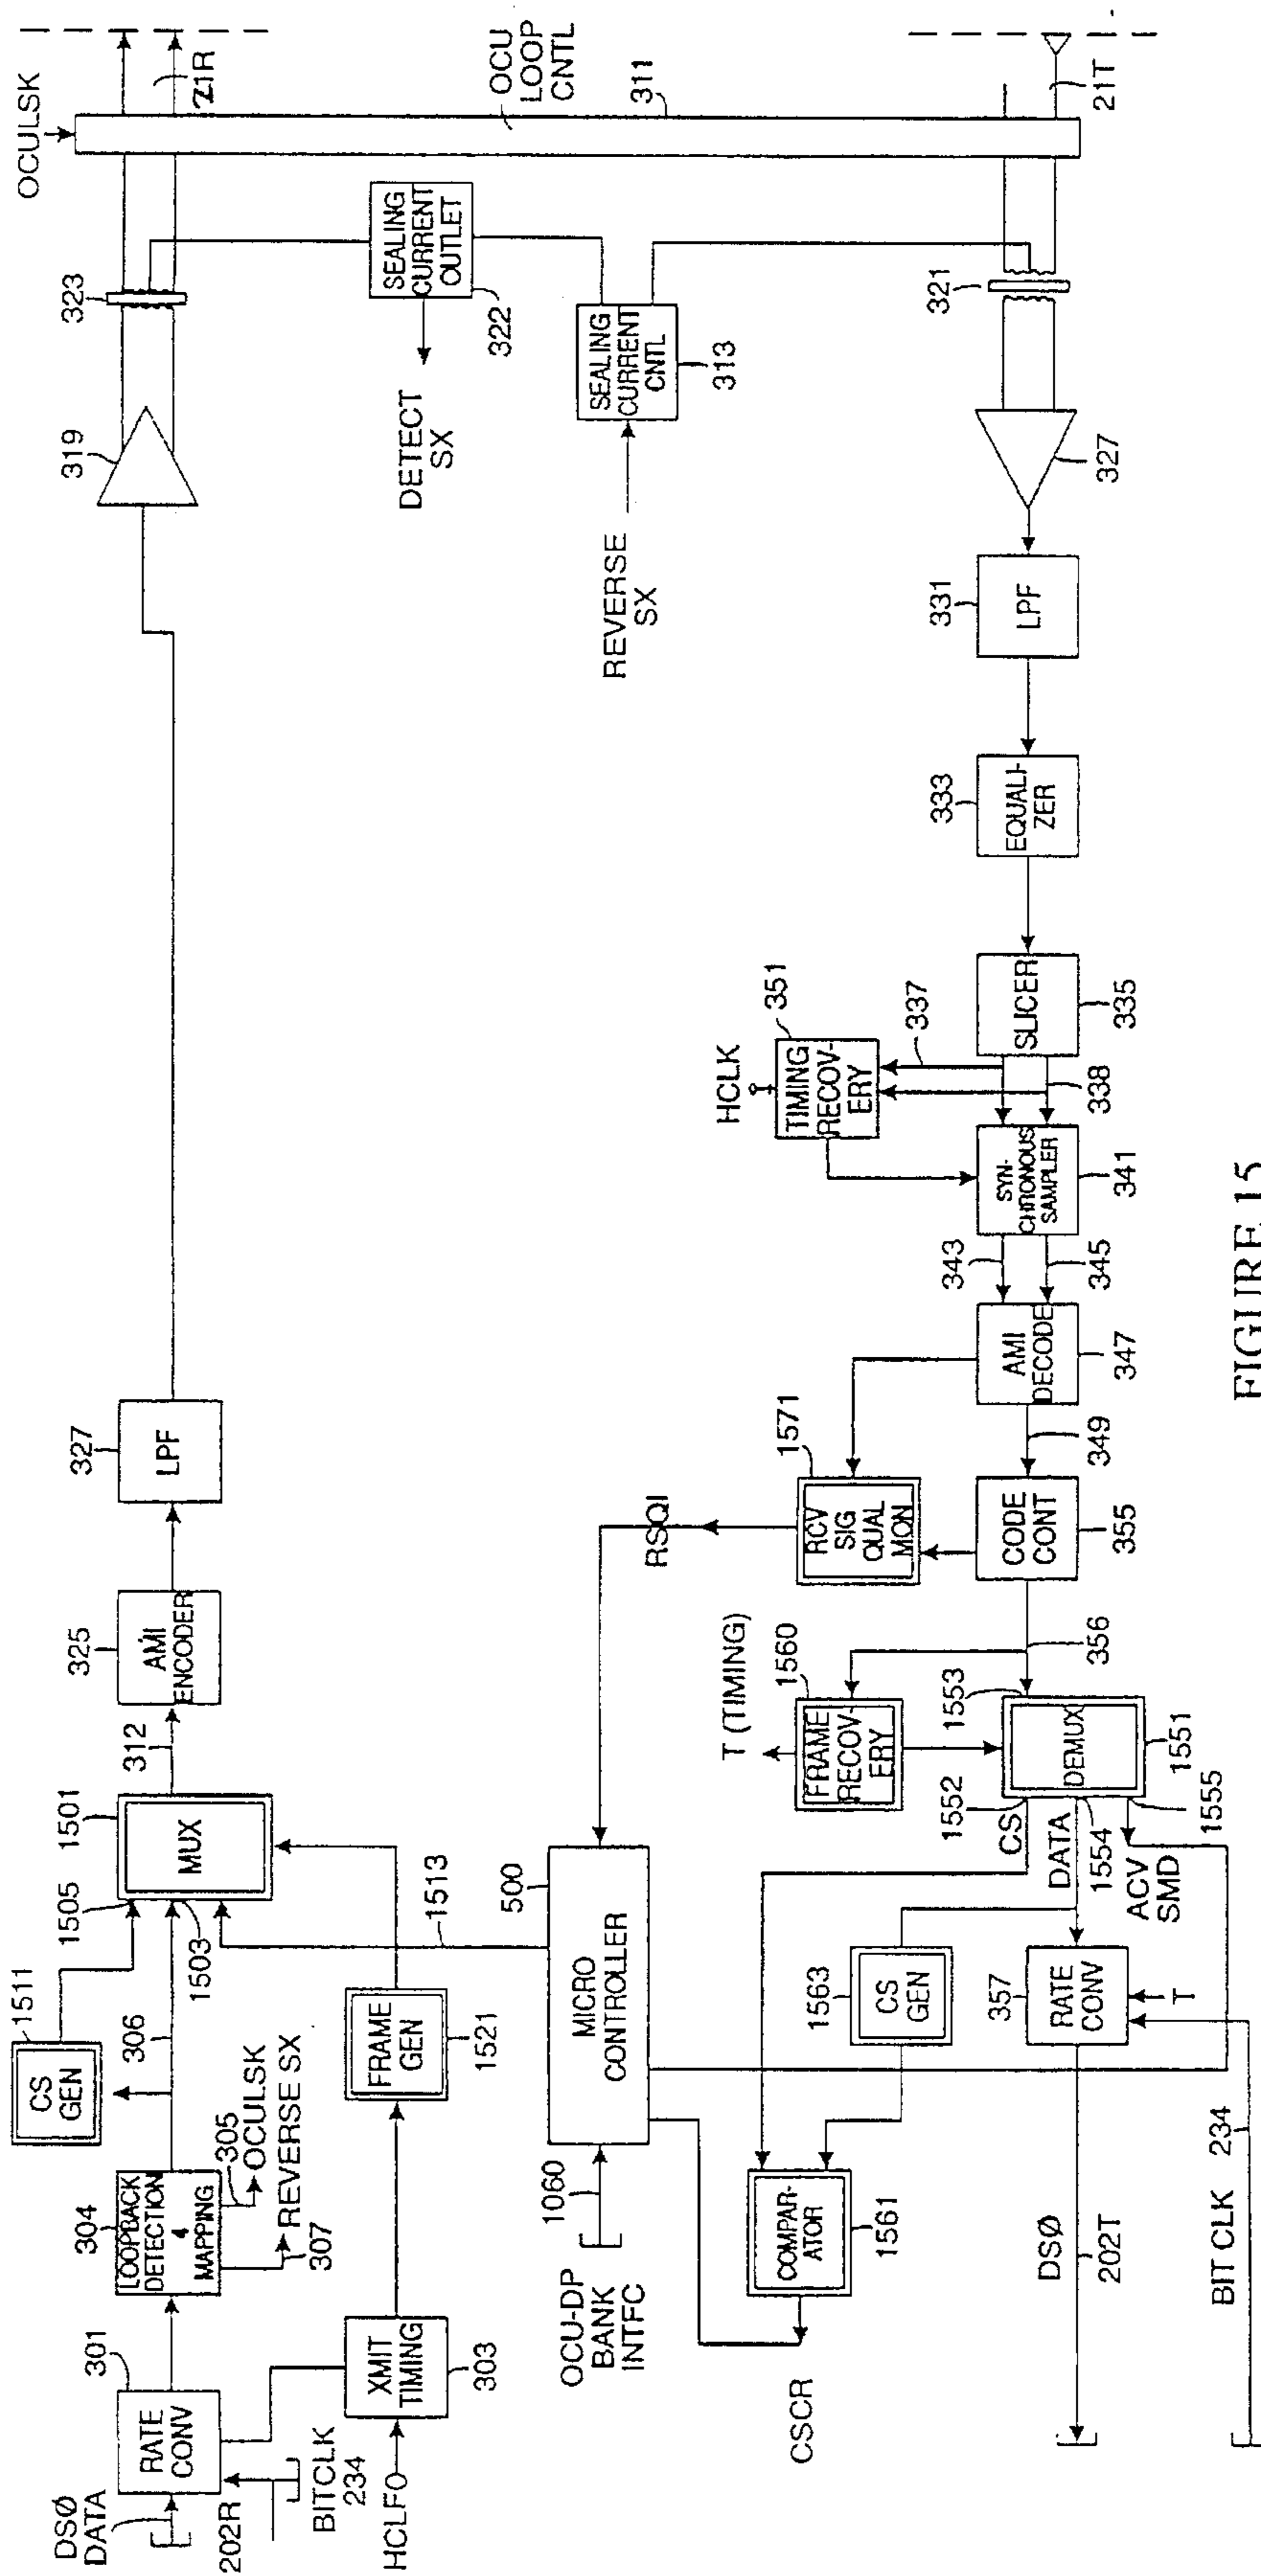 DSØ
DATA
202R
BITCLK
234
HCLFO
301
RATE
CONV
XMIT
TIMING
303
304
LOOPBACK
DETECTION
4
MAPPING
305
OCULSK
REVERSE SX
307
CS
GEN
1511
306
1505
1503
1501
MUX
FRAME
GEN
1521
1513
312
325
AMI
ENCODER
327
LPF
319
323
OCULSK
21R
OCU
LOOP
CNTL
311
SEALING
CURRENT
OUTLET
322
DETECT
SX
SEALING
CURRENT
CNTL
313
REVERSE
SX
21T
321
327
331
LPF
333
EQUALI-
ZER
SLICER
335
337
338
HCLK
351
TIMING
RECOV-
ERY
SYN-
CHRONOUS
SAMPLER
341
343
345
AMI
DECODE
347
349
1571
RCV
SIG
QUAL
MON
RSQI
CODE
CONT
355
356
T (TIMING)
1560
FRAME
RECOV-
ERY
1553
DEMUX
1551
1552
CS
DATA
1554
1555
ACV
SMD
500
MICRO
CONTROLLER
1060
OCU-DP
BANK
INTFC
1563
CS
GEN
357
RATE
CONV
T
COMPAR-
ATOR
1561
CSCR
DSØ
202T
BIT CLK
234
FIGURE 15